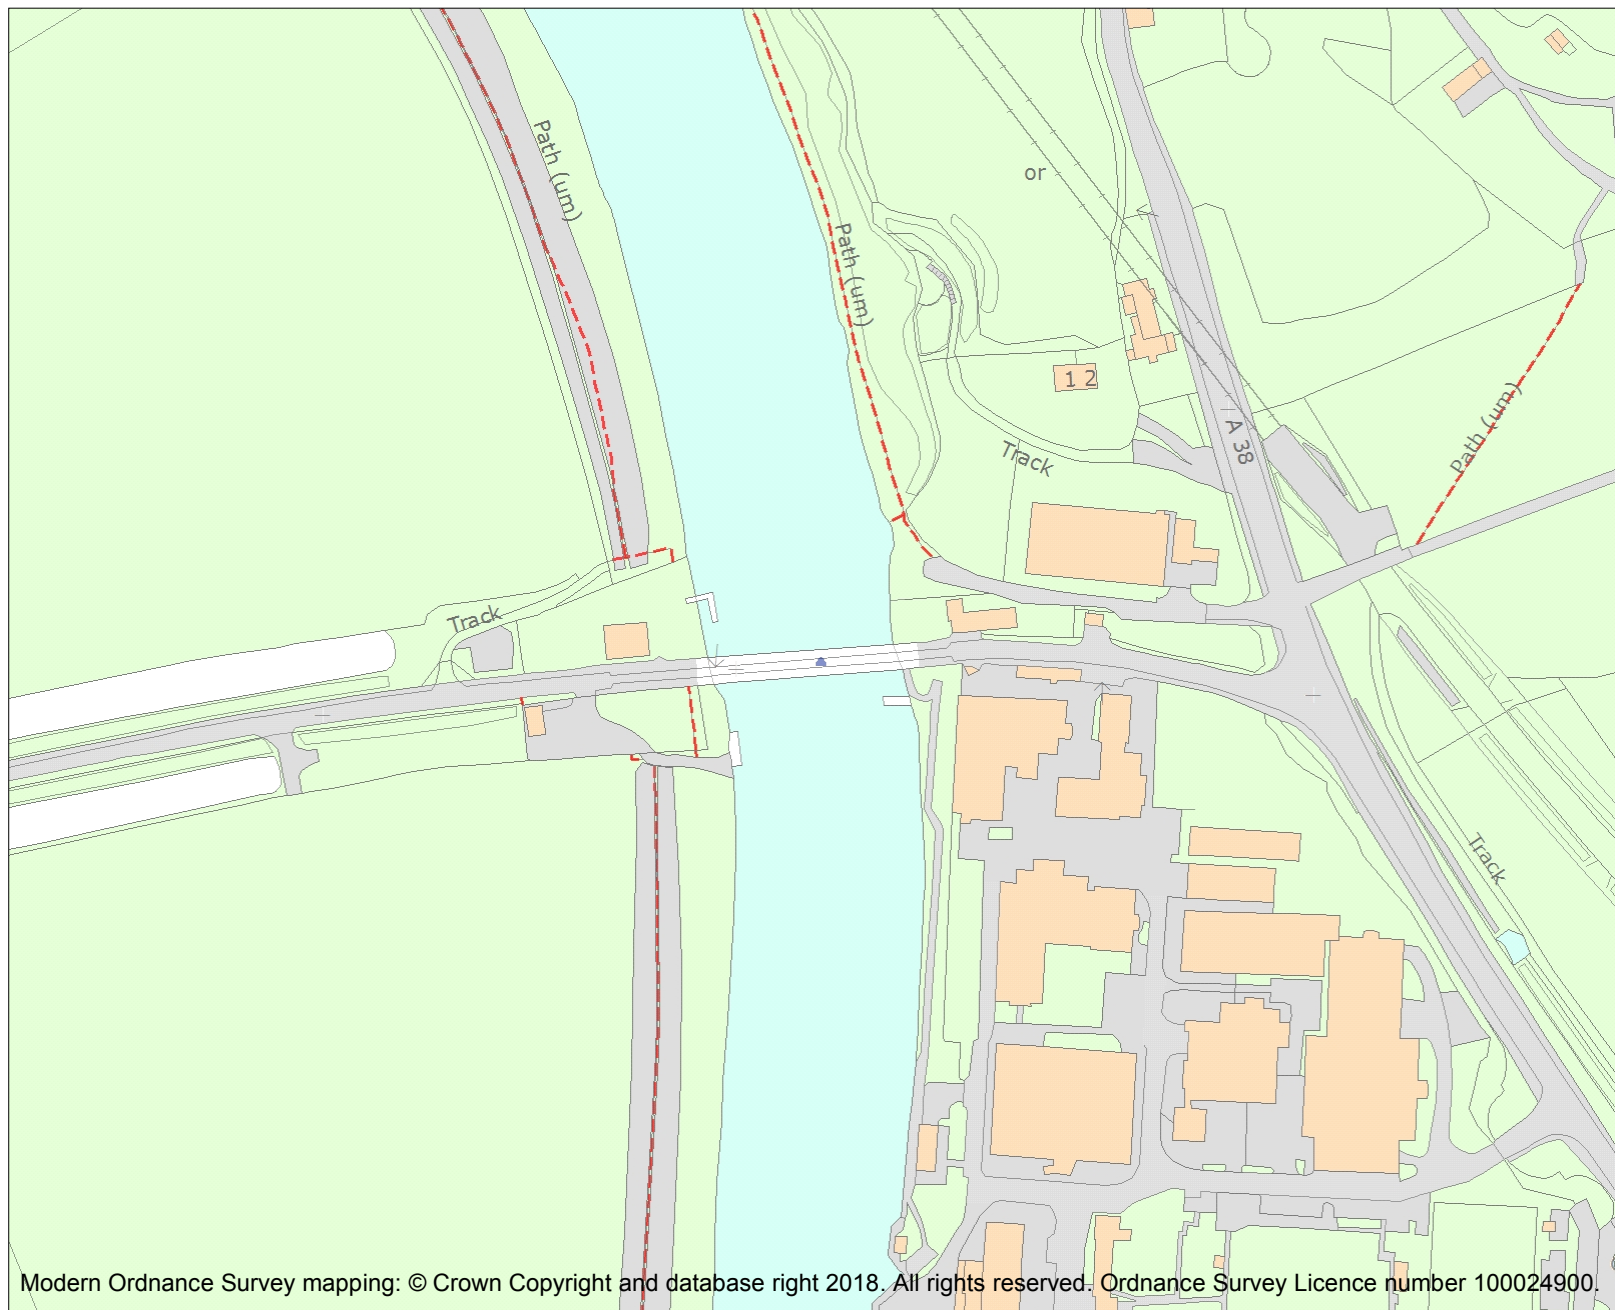 Path (um)
or
Path (um)
1 2
A 38
Path (um)
Track
Track
Track
Modern Ordnance Survey mapping: © Crown Copyright and database right 2018. All rights reserved. Ordnance Survey Licence number 100024900.